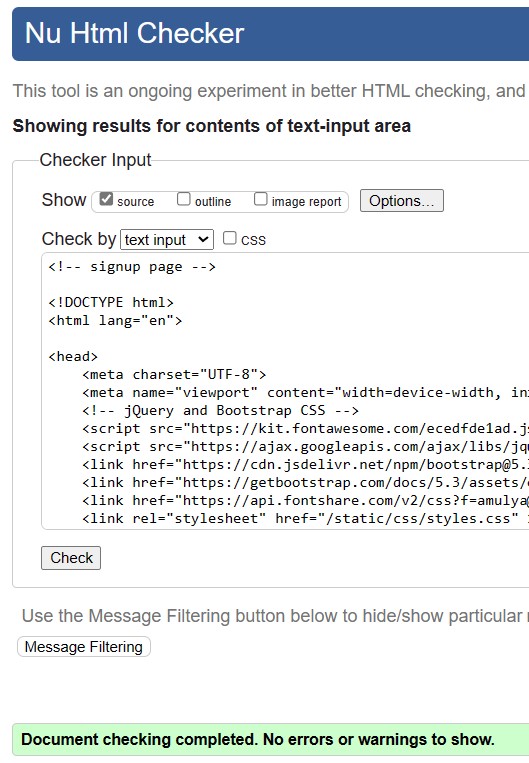 Nu Html Checker
This tool is an ongoing experiment in better HTML checking, and
Showing results for contents of text-input area
Checker Input
Show source outline image report Options...
Check by text input CSS
<!-- signup page -->
<!DOCTYPE html>
<html lang="en">
<head>
<meta charset="UTF-8">
<meta name="viewport" content="width=device-width, in
<!-- jQuery and Bootstrap CSS -->
<script src="https://kit.fontawesome.com/ecedfde1ad.js
<script src="https://ajax.googleapis.com/ajax/libs/jqu
<link href="https://cdn.jsdelivr.net/npm/bootstrap@5.
<link href="https://getbootstrap.com/docs/5.3/assets/
<link href="https://api.fontshare.com/v2/css?f=amulya@
<link rel="stylesheet" href="/static/css/styles.css"
Check
Use the Message Filtering button below to hide/show particular
Message Filtering
Document checking completed. No errors or warnings to show.